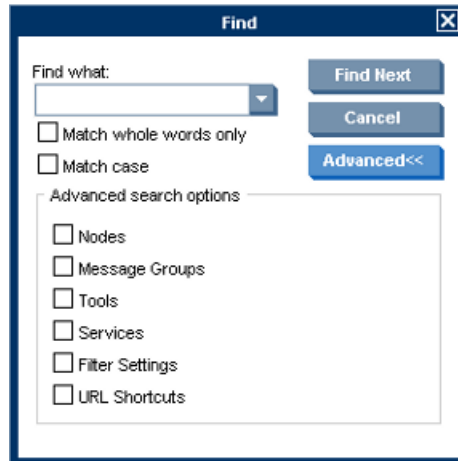 Find
Find what:
Find Next
Match whole words only
Cancel
Match case
Advanced<<
Advanced search options
Nodes
Message Groups
Tools
Services
Filter Settings
URL Shortcuts